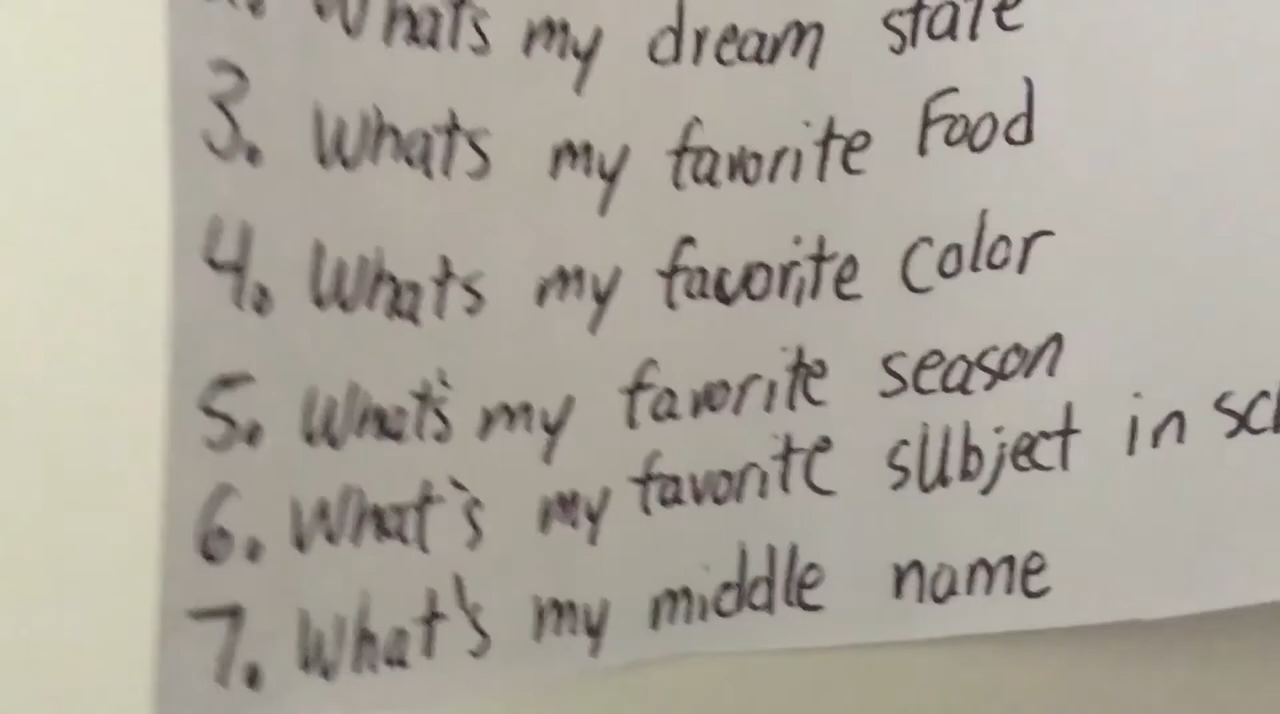 Whats my dream state
3. Whats my favorite Food
4. Whats my favorite color
5. What's my favorite season
6. What's my favorite subject in
7. What's my middle name